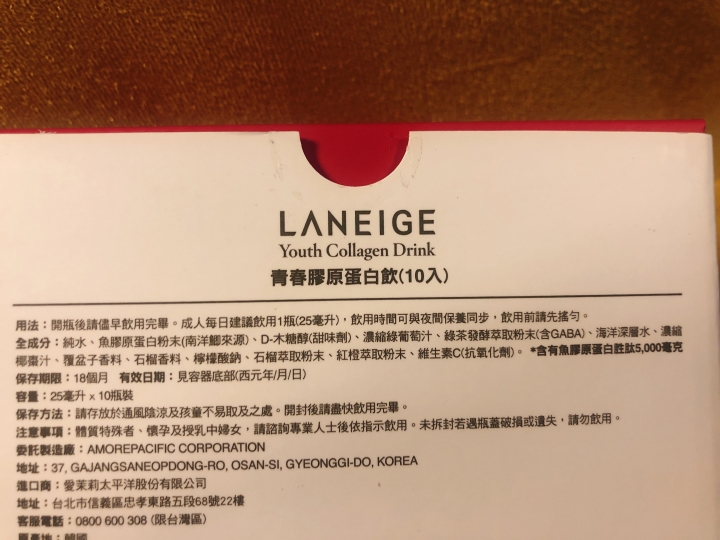 LANEIGE
Youth Collagen Drink
青春膠原蛋白飲(10入)
用法：開瓶後請儘早飲用完畢。成人每日建議飲用1瓶(25毫升)，飲用時間可與夜間保養同步，飲用前請先搖勻。
全成分：純水、魚膠原蛋白粉末(南洋鯽來源)、D-木糖醇(甜味劑)、濃縮綠葡萄汁、綠茶發酵萃取粉末(含GABA)、海洋深層水、濃縮
椰棗汁、覆盆子香料、石榴香料、檸檬酸鈉、石榴萃取粉末、紅橙萃取粉末、維生素C(抗氧化劑)。 *含有魚膠原蛋白胜肽5,000毫克
保存期限：18個月 有效日期：見容器底部(西元年/月/日)
容量：25毫升 x 10瓶裝
保存方法：請存放於通風陰涼及孩童不易取及之處。開封後請盡快飲用完畢。
注意事項：體質特殊者、懷孕及授乳中婦女，請諮詢專業人士後依指示飲用。未拆封若遇瓶蓋破損或遺失，請勿飲用。
委託製造廠：AMOREPACIFIC CORPORATION
地址：37, GAJANGSANEOPDONG-RO, OSAN-SI, GYEONGGI-DO, KOREA
進口商：愛茉莉太平洋股份有限公司
地址：台北市信義區忠孝東路五段68號22樓
客服電話：0800 600 308 (限台灣區)
原產地：韓國